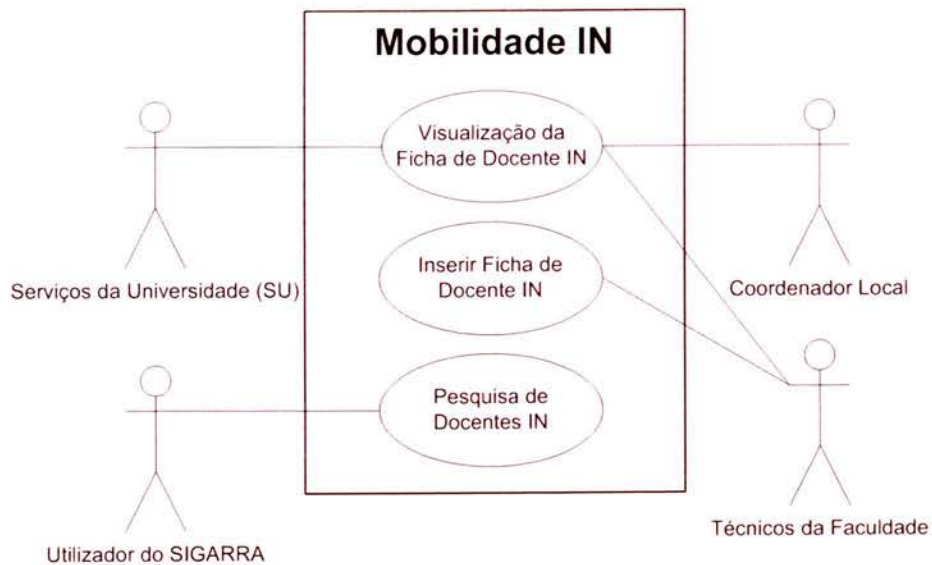 Mobilidade IN
Visualização da
Ficha de Docente IN
Serviços da Universidade (SU)
Coordenador Local
Inserir Ficha de
Docente IN
Pesquisa de
Docentes IN
Utilizador do SIGARRA
Técnicos da Faculdade